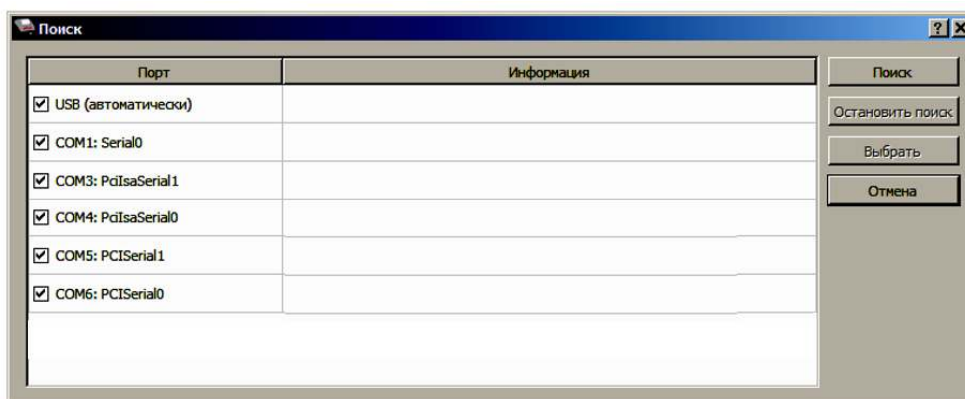 Поиск
Порт Информация Поиск
USB (автоматически)
Остановить поиск
COM1: Serial0
Выбрать
COM3: PciIsaSerial1
Отмена
COM4: PciIsaSerial0
COM5: PCISerial1
COM6: PCISerial0